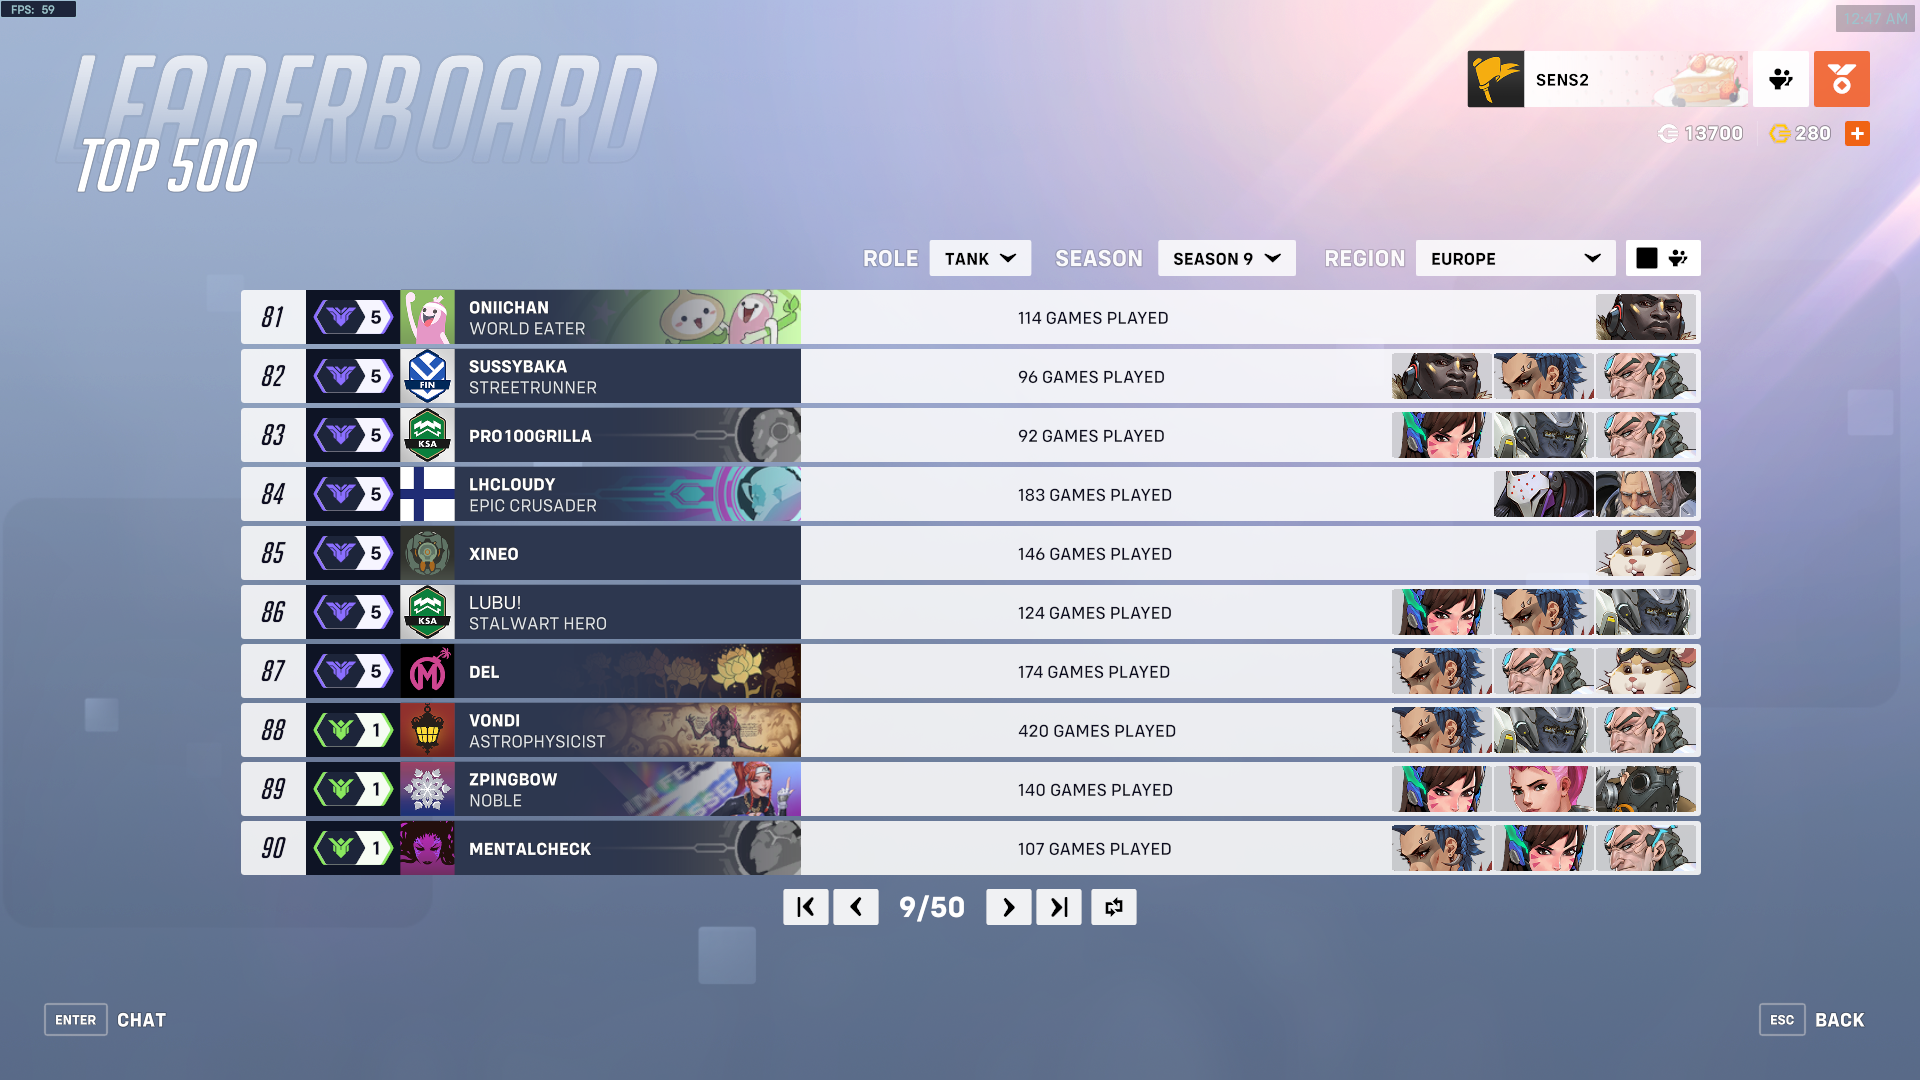 FPS: 59
12:47 AM
LEADERBOARD
TOP 500
SENS2
13700
280
ROLE TANK SEASON SEASON 9 REGION EUROPE
81 5 ONIICHAN 114 GAMES PLAYED
WORLD EATER
82 5 FIN SUSSYBAKA 96 GAMES PLAYED
STREETRUNNER
83 5 KSA PRO100GRILLA 92 GAMES PLAYED
84 5 LHCLOUDY 183 GAMES PLAYED
EPIC CRUSADER
85 5 XINEO 146 GAMES PLAYED
86 5 KSA LUBU! 124 GAMES PLAYED
STALWART HERO
87 5 M DEL 174 GAMES PLAYED
88 1 VONDI 420 GAMES PLAYED
ASTROPHYSICIST
89 1 ZPINGBOW 140 GAMES PLAYED
NOBLE
90 1 MENTALCHECK 107 GAMES PLAYED
9/50
ENTER CHAT
ESC BACK